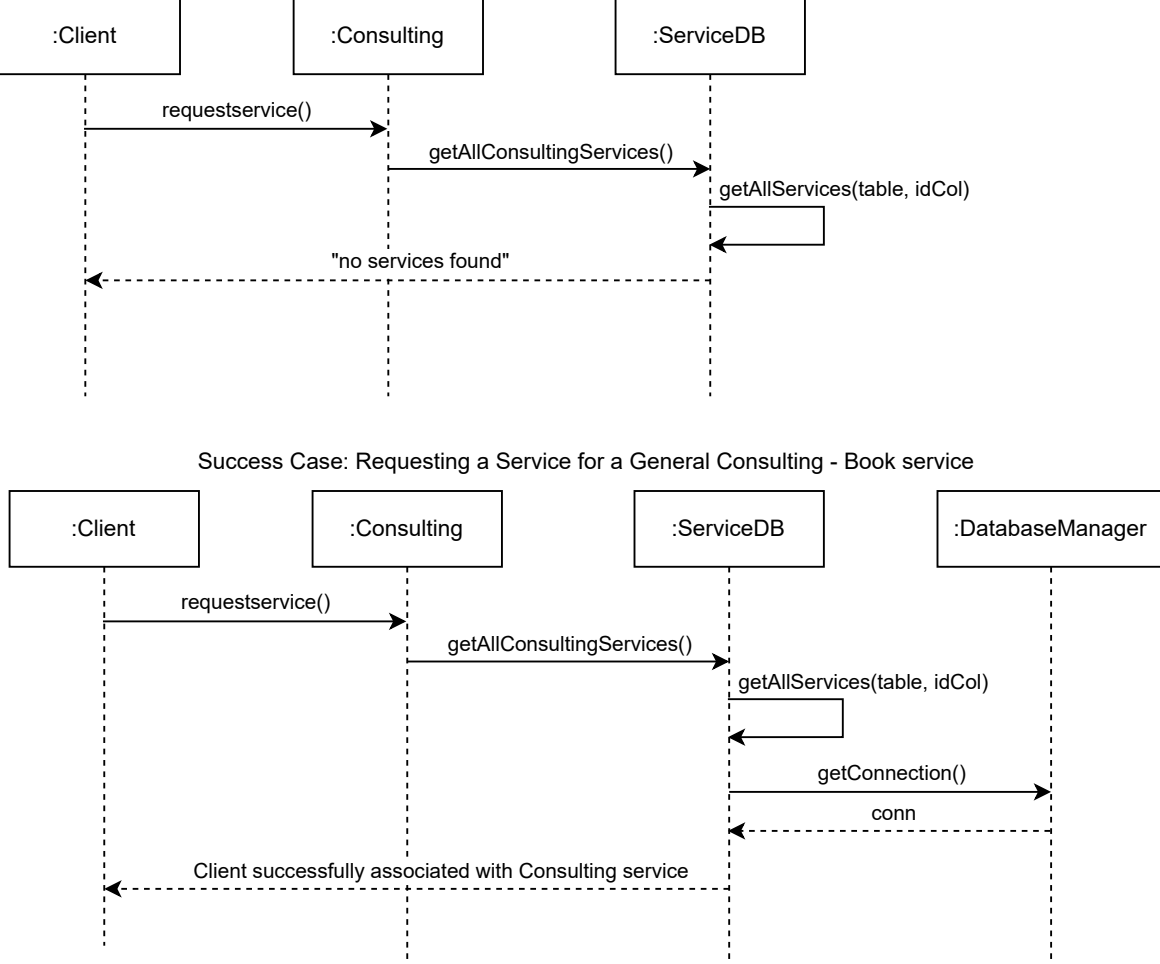 :Client
:Consulting
:ServiceDB
requestservice()
getAllConsultingServices()
getAllServices(table, idCol)
"no services found"
Success Case: Requesting a Service for a General Consulting - Book service
:Client
:Consulting
:ServiceDB
:DatabaseManager
requestservice()
getAllConsultingServices()
getAllServices(table, idCol)
getConnection()
conn
Client successfully associated with Consulting service